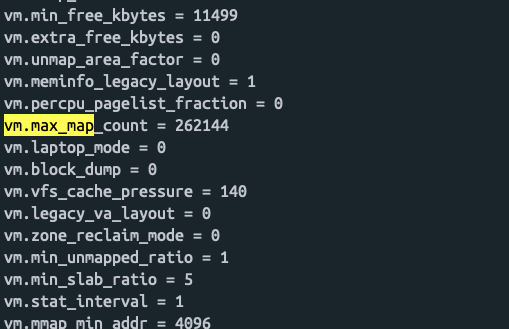 vm.min_free_kbytes = 11499
vm.extra_free_kbytes = 0
vm.unmap_area_factor = 0
vm.meminfo_legacy_layout = 1
vm.percpu_pagelist_fraction = 0
vm.max_map_count = 262144
vm.laptop_mode = 0
vm.block_dump = 0
vm.vfs_cache_pressure = 140
vm.legacy_va_layout = 0
vm.zone_reclaim_mode = 0
vm.min_unmapped_ratio = 1
vm.min_slab_ratio = 5
vm.stat_interval = 1
vm.mmap_min_addr = 4096